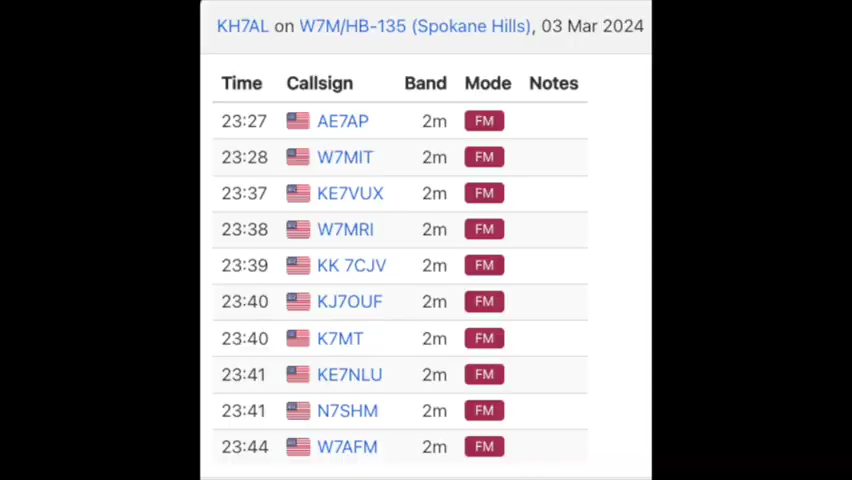 KH7AL on W7M/HB-135 (Spokane Hills), 03 Mar 2024
Time Callsign Band Mode Notes
23:27 AE7AP 2m FM
23:28 W7MIT 2m FM
23:37 KE7VUX 2m FM
23:38 W7MRI 2m FM
23:39 KK 7CJV 2m FM
23:40 KJ7OUF 2m FM
23:40 K7MT 2m FM
23:41 KE7NLU 2m FM
23:41 N7SHM 2m FM
23:44 W7AFM 2m FM